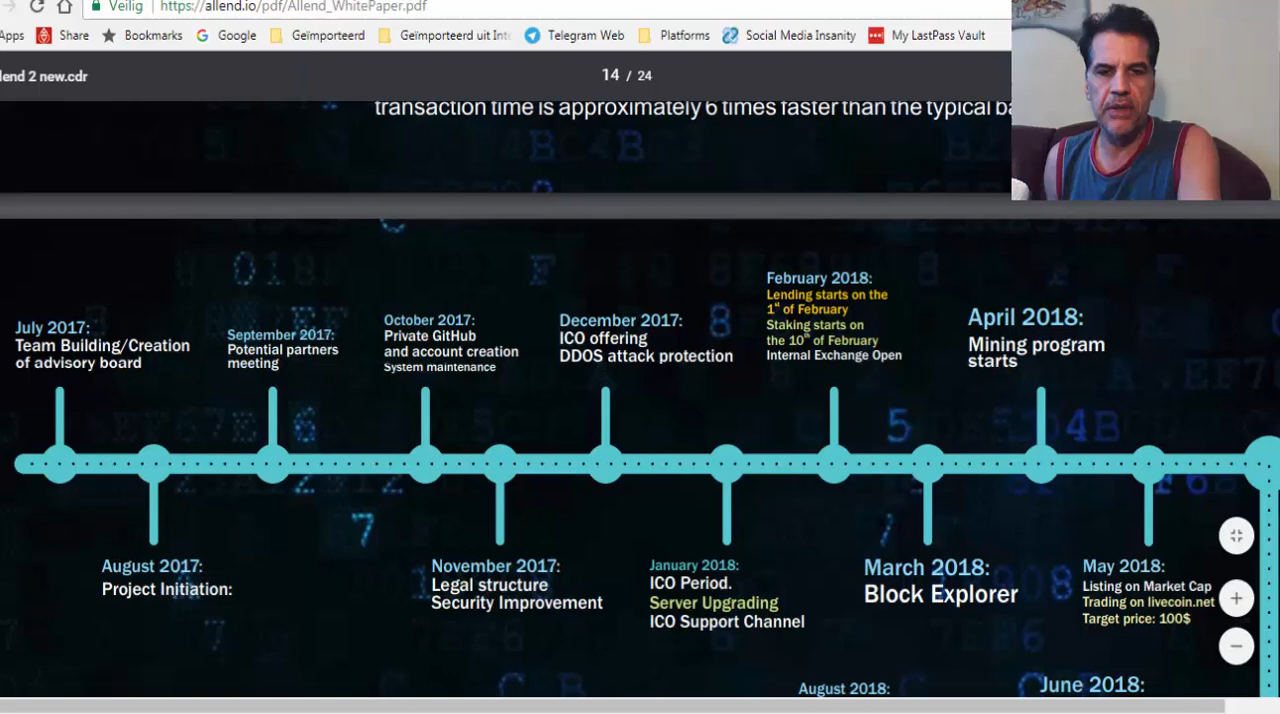 Veilig
https://allend.io/pdf/Allend_WhitePaper.pdf
Apps Share Bookmarks Google Geïmporteerd Geïmporteerd uit Telegram Web Platforms Social Media Insanity My LastPass Vault
lend 2 new.cdr
14 / 24
transaction time is approximately 6 times faster than the typical
July 2017:
Team Building/Creation
of advisory board
September 2017:
Potential partners
meeting
October 2017:
Private GitHub
and account creation
System maintenance
December 2017:
ICO offering
DDOS attack protection
February 2018:
Lending starts on the
1st of February
Staking starts on
the 10th of February
Internal Exchange Open
April 2018:
Mining program
starts
August 2017:
Project Initiation:
November 2017:
Legal structure
Security Improvement
January 2018:
ICO Period.
Server Upgrading
ICO Support Channel
March 2018:
Block Explorer
May 2018:
Listing on Market Cap
Trading on livecoin.net
Target price: 100$
August 2018:
June 2018: